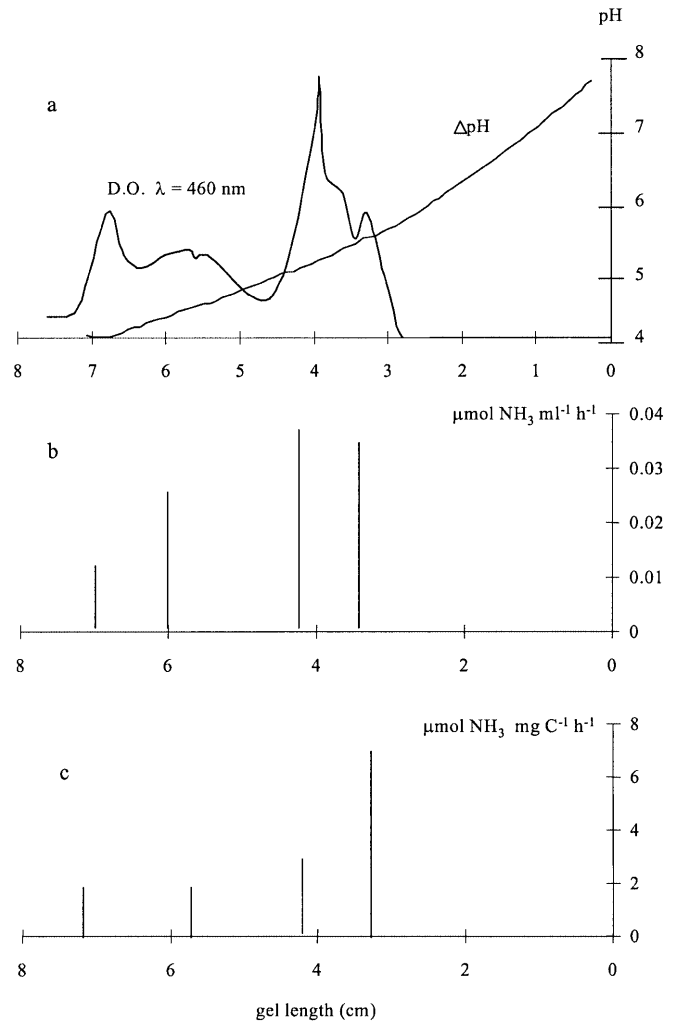 pH
8
a
7
ΔpH
D.O. λ = 460 nm
6
5
4
8 7 6 5 4 3 2 1 0
μmol NH₃ ml⁻¹ h⁻¹
0.04
b
0.03
0.02
0.01
0
8 6 4 2 0
μmol NH₃ mg C⁻¹ h⁻¹
8
c
6
4
2
0
8 6 4 2 0
gel length (cm)